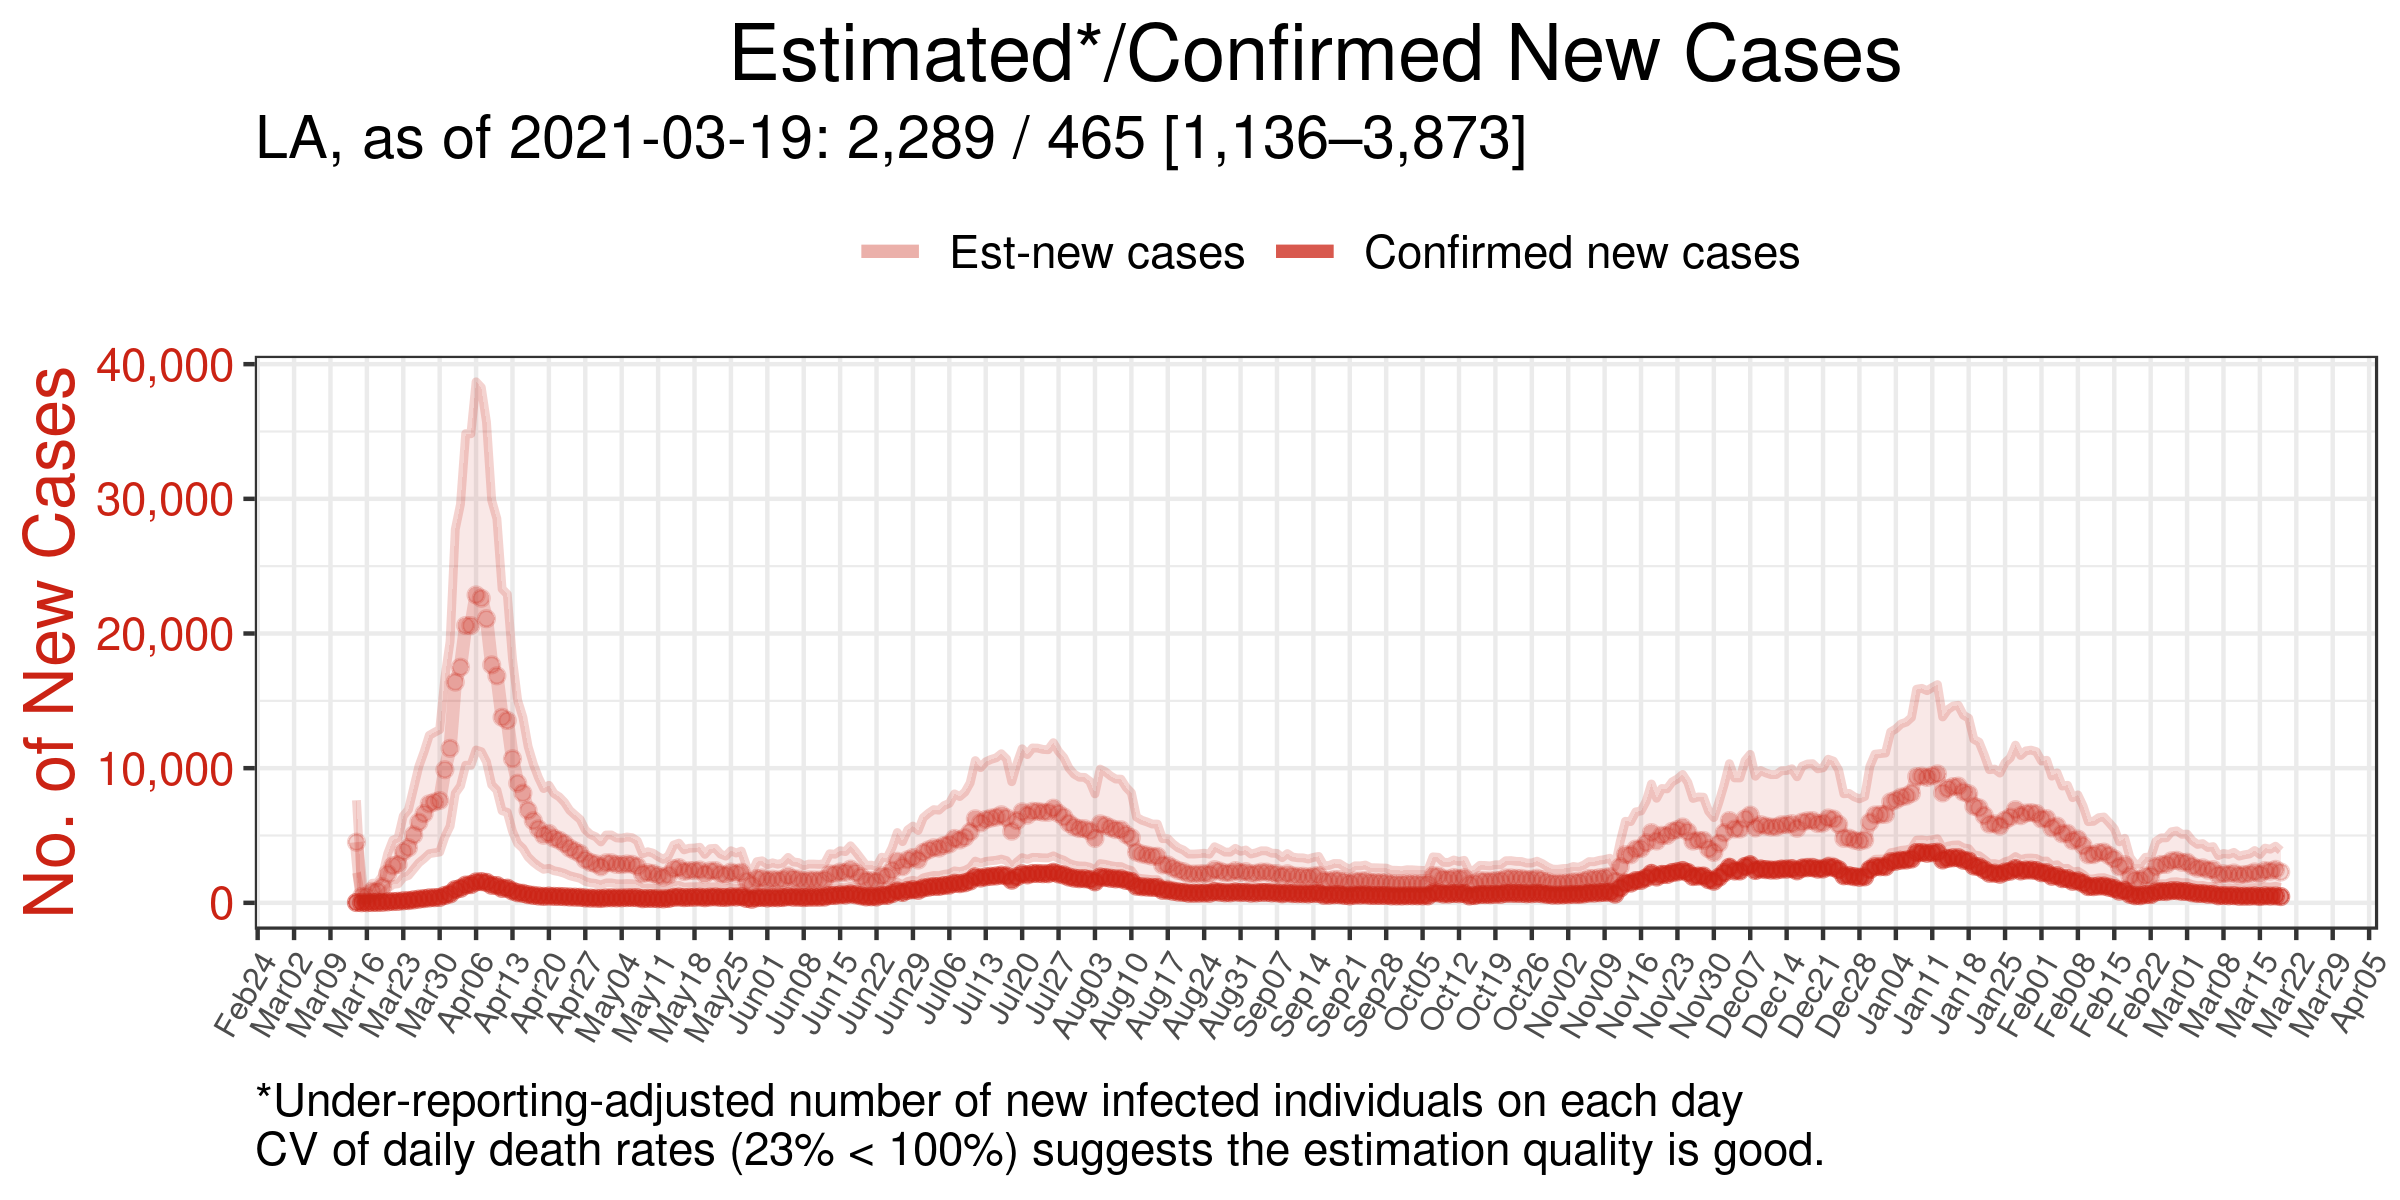 Estimated*/Confirmed New Cases
LA, as of 2021-03-19: 2,289 / 465 [1,136–3,873]
Est-new cases
Confirmed new cases
No. of New Cases
40,000
30,000
20,000
10,000
0
Feb24
Mar02
Mar09
Mar16
Mar23
Mar30
Apr06
Apr13
Apr20
Apr27
May04
May11
May18
May25
Jun01
Jun08
Jun15
Jun22
Jun29
Jul06
Jul13
Jul20
Jul27
Aug03
Aug10
Aug17
Aug24
Aug31
Sep07
Sep14
Sep21
Sep28
Oct05
Oct12
Oct19
Oct26
Nov02
Nov09
Nov16
Nov23
Nov30
Dec07
Dec14
Dec21
Dec28
Jan04
Jan11
Jan18
Jan25
Feb01
Feb08
Feb15
Feb22
Mar01
Mar08
Mar15
Mar22
Mar29
Apr05
*Under-reporting-adjusted number of new infected individuals on each day
CV of daily death rates (23% < 100%) suggests the estimation quality is good.